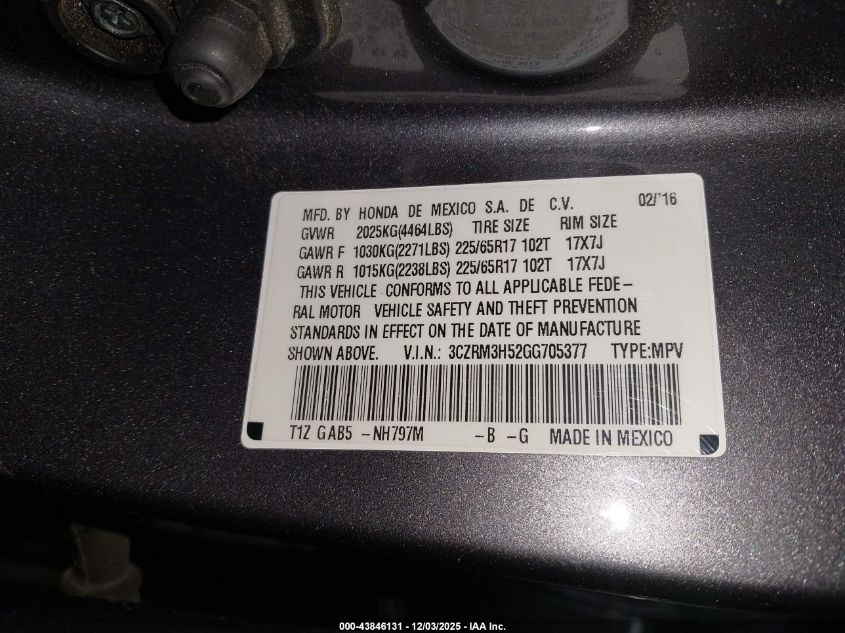 MFD. BY HONDA DE MEXICO S.A. DE C.V. 02/'16
GVWR 2025KG(4464LBS) TIRE SIZE RIM SIZE
GAWR F 1030KG(2271LBS) 225/65R17 102T 17X7J
GAWR R 1015KG(2238LBS) 225/65R17 102T 17X7J
THIS VEHICLE CONFORMS TO ALL APPLICABLE FEDE-
RAL MOTOR VEHICLE SAFETY AND THEFT PREVENTION
STANDARDS IN EFFECT ON THE DATE OF MANUFACTURE
SHOWN ABOVE. V.I.N.: 3CZRM3H52GG705377 TYPE:MPV
T1Z GAB5 -NH797M -B -G MADE IN MEXICO
000-43846131 - 12/03/2025 - IAA Inc.